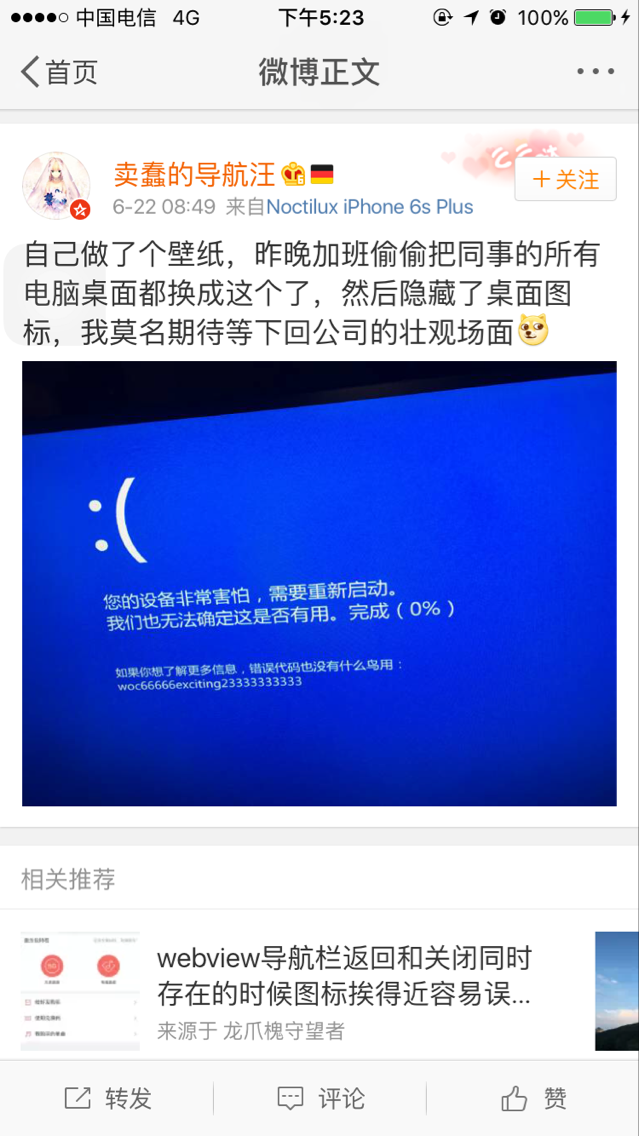 中国电信 4G 下午5:23 100%
首页 微博正文
卖蠢的导航汪
6-22 08:49 来自Noctilux iPhone 6s Plus
+关注
自己做了个壁纸，昨晚加班偷偷把同事的所有
电脑桌面都换成这个了，然后隐藏了桌面图
标，我莫名期待等下回公司的壮观场面
:(
您的设备非常害怕，需要重新启动。
我们也无法确定这是否有用。完成（0%）
如果你想了解更多信息，错误代码也没有什么鸟用：
woc66666exciting23333333333
相关推荐
webview导航栏返回和关闭同时
存在的时候图标挨得近容易误...
来源于 龙爪槐守望者
转发 评论 赞